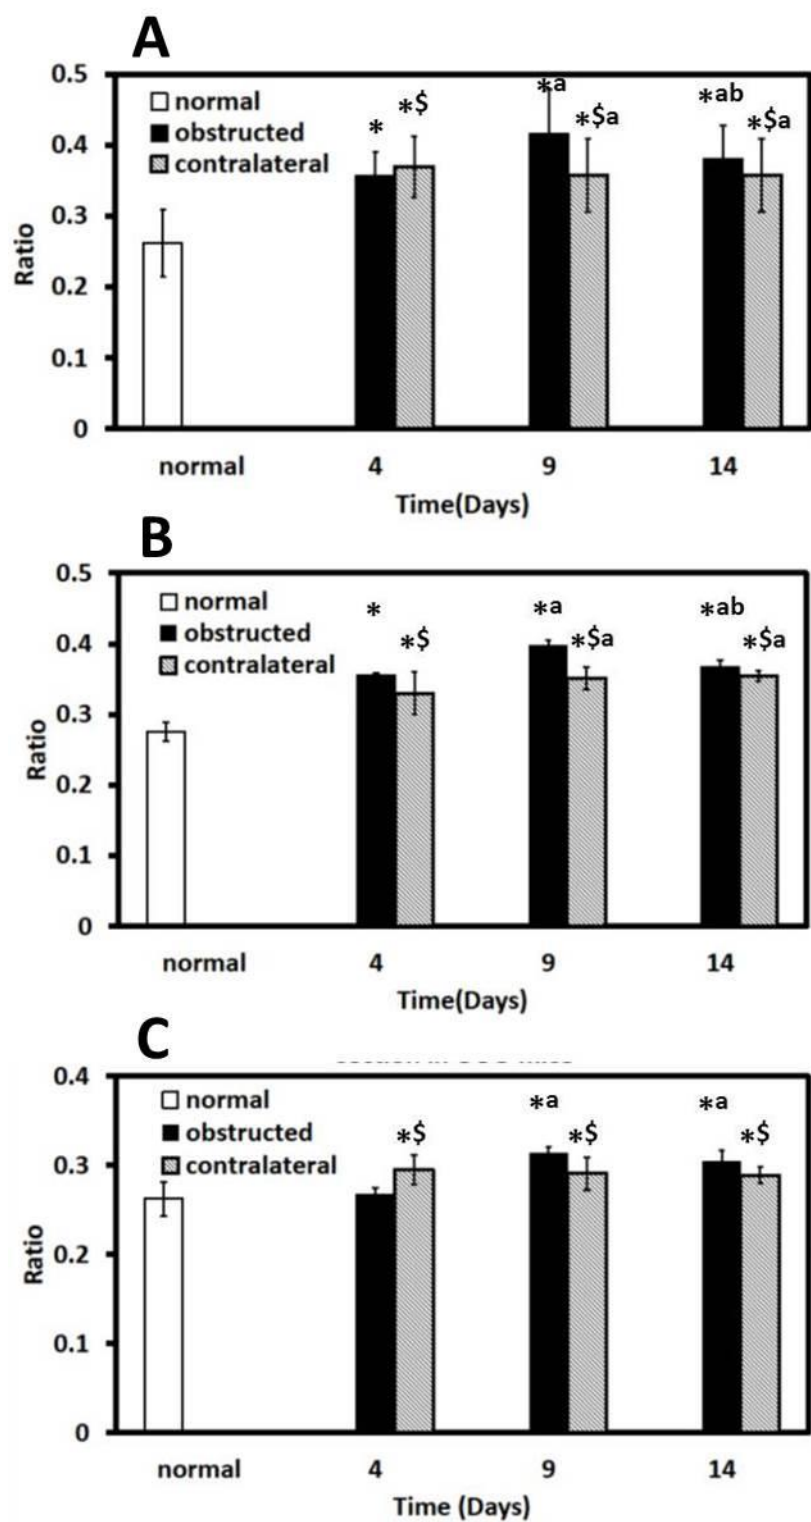 A
0.5
normal
obstructed
contralateral
*
*$
*a
*$a
*ab
*$a
0.4
0.3
0.2
0.1
0
Ratio
normal 4 9 14
Time(Days)
B
0.5
normal
obstructed
contralateral
*
*$
*a
*$a
*ab
*$a
0.4
0.3
0.2
0.1
0
Ratio
normal 4 9 14
Time(Days)
C
0.4
normal
obstructed
contralateral
*$
*a
*$
*a
*$
0.3
0.2
0.1
0
Ratio
normal 4 9 14
Time (Days)